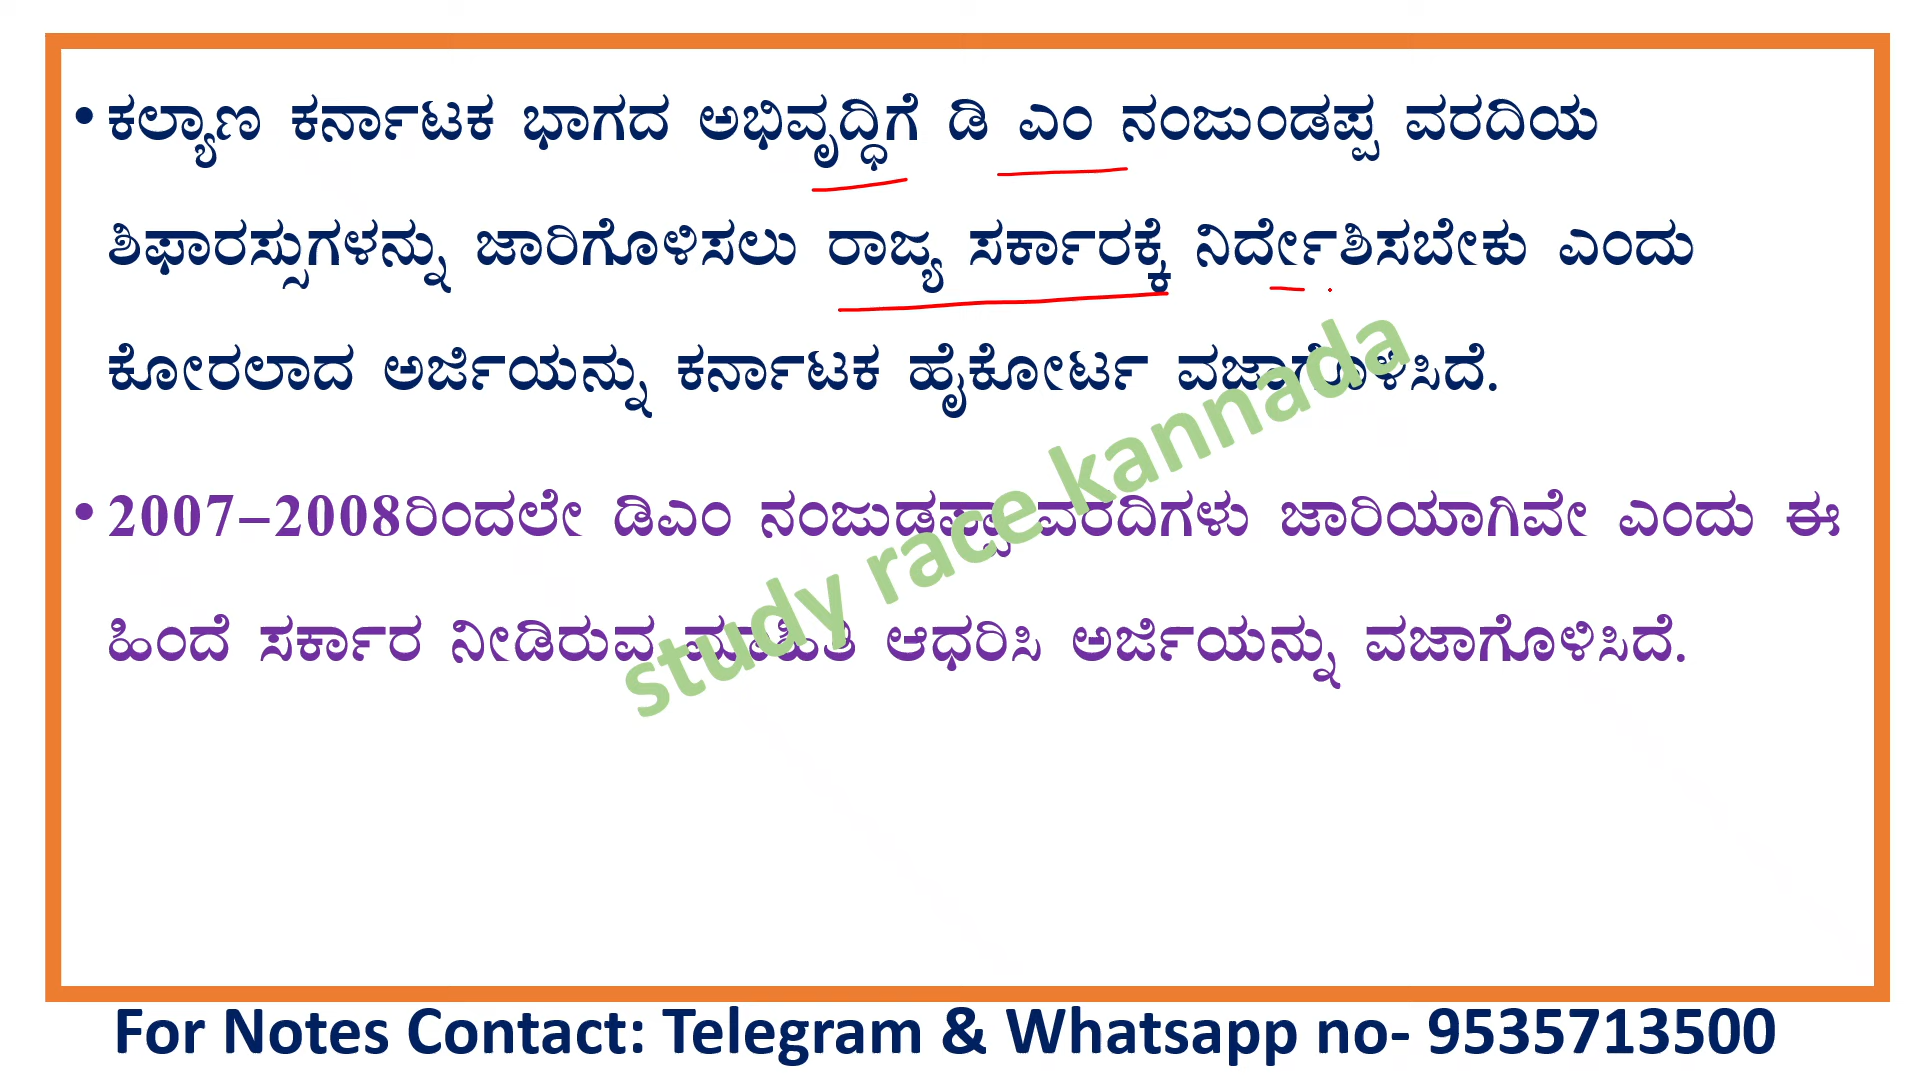 • ಕಲ್ಯಾಣ ಕರ್ನಾಟಕ ಭಾಗದ ಅಭಿವೃದ್ಧಿಗೆ ಡಿ ಎಂ ನಂಜುಂಡಪ್ಪ ವರದಿಯ
ಶಿಫಾರಸ್ಸುಗಳನ್ನು ಜಾರಿಗೊಳಿಸಲು ರಾಜ್ಯ ಸರ್ಕಾರಕ್ಕೆ ನಿರ್ದೇಶಿಸಬೇಕು ಎಂದು
ಕೋರಲಾದ ಅರ್ಜಿಯನ್ನು ಕರ್ನಾಟಕ ಹೈಕೋರ್ಟ ವಜಾಗೊಳಿಸಿದೆ.
• 2007–2008ರಿಂದಲೇ ಡಿಎಂ ನಂಜುಡಪ್ಪ ವರದಿಗಳು ಜಾರಿಯಾಗಿವೇ ಎಂದು ಈ
ಹಿಂದೆ ಸರ್ಕಾರ ನೀಡಿರುವ ಮಾಹಿತಿ ಆಧರಿಸಿ ಅರ್ಜಿಯನ್ನು ವಜಾಗೊಳಿಸಿದೆ.
study race kannada
For Notes Contact: Telegram & Whatsapp no- 9535713500